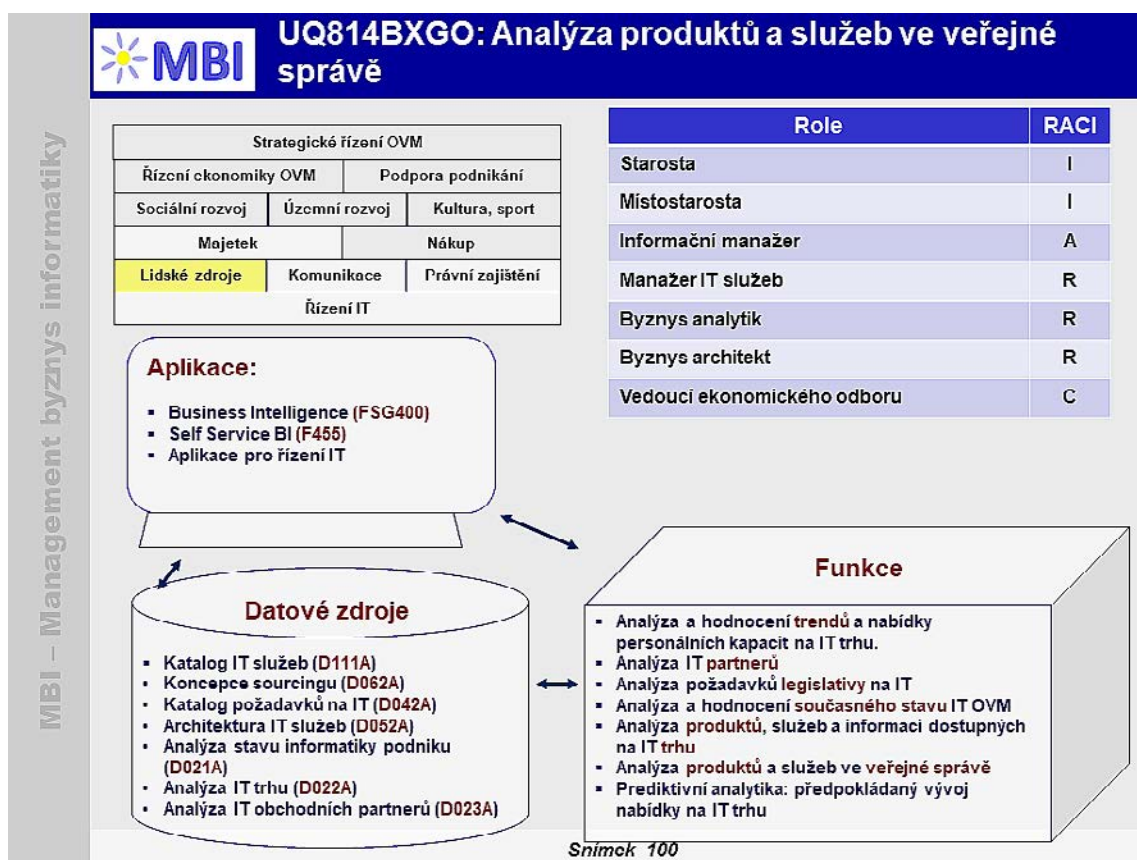 MBI – Management byznys informatiky
MBI
UQ814BXGO: Analýza produktů a služeb ve veřejné
správě
Strategické řízení OVM
Řízení ekonomiky OVM Podpora podnikání
Sociální rozvoj Územní rozvoj Kultura, sport
Majetek Nákup
Lidské zdroje Komunikace Právní zajištění
Řízení IT
Role RACI
Starosta I
Místostarosta I
Informační manažer A
Manažer IT služeb R
Byznys analytik R
Byznys architekt R
Vedoucí ekonomického odboru C
Aplikace:
▪ Business Intelligence (FSG400)
▪ Self Service BI (F455)
▪ Aplikace pro řízení IT
Datové zdroje
▪ Katalog IT služeb (D111A)
▪ Koncepce sourcingu (D062A)
▪ Katalog požadavků na IT (D042A)
▪ Architektura IT služeb (D052A)
▪ Analýza stavu informatiky podniku
(D021A)
▪ Analýza IT trhu (D022A)
▪ Analýza IT obchodních partnerů (D023A)
Funkce
▪ Analýza a hodnocení trendů a nabídky
personálních kapacit na IT trhu.
▪ Analýza IT partnerů
▪ Analýza požadavků legislativy na IT
▪ Analýza a hodnocení současného stavu IT OVM
▪ Analýza produktů, služeb a informací dostupných
na IT trhu
▪ Analýza produktů a služeb ve veřejné správě
▪ Prediktivní analytika: předpokládaný vývoj
nabídky na IT trhu
Snímek 100